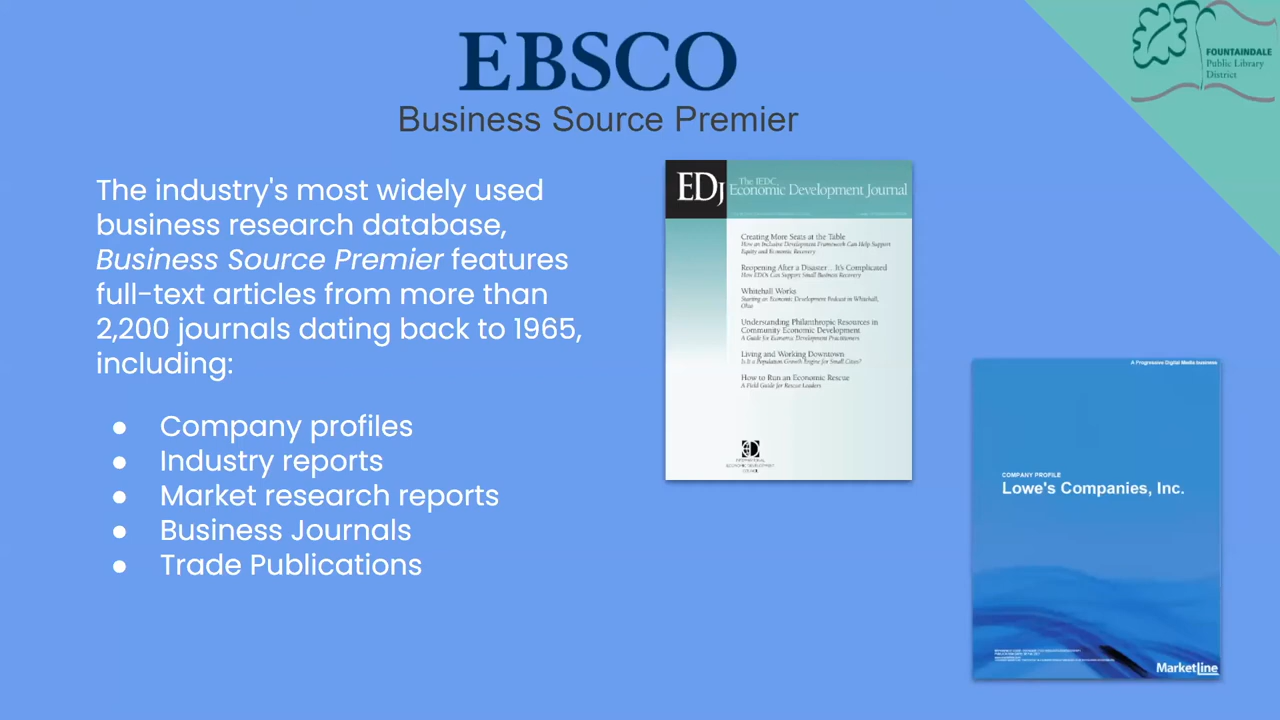 EBSCO
Business Source Premier
FOUNTAINDALE
Public Library
District
The industry's most widely used
business research database,
Business Source Premier features
full-text articles from more than
2,200 journals dating back to 1965,
including:
● Company profiles
● Industry reports
● Market research reports
● Business Journals
● Trade Publications
EDJ
The IEDC
Economic Development Journal
Creating More Seats at the Table
How an Inclusive Development Framework Can Help Support
Equity and Economic Recovery
Reopening After a Disaster... It's Complicated
How EDOs Can Support Small Business Recovery
Whitehall Works
Starting an Economic Development Podcast in Whitehall,
Ohio
Understanding Philanthropic Resources in
Community Economic Development
A Guide for Economic Development Practitioners
Living and Working Downtown
Is It a Population Growth Engine for Small Cities?
How to Run an Economic Rescue
A Field Guide for Rescue Leaders
INTERNATIONAL
ECONOMIC DEVELOPMENT
COUNCIL
A Progressive Digital Media business
COMPANY PROFILE
Lowe's Companies, Inc.
MarketLine